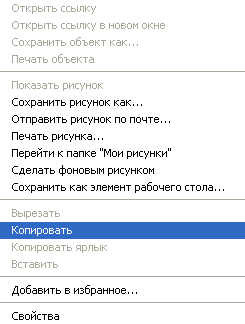 Открыть ссылку
Открыть ссылку в новом окне
Сохранить объект как...
Печать объекта
Показать рисунок
Сохранить рисунок как...
Отправить рисунок по почте...
Печать рисунка...
Перейти к папке "Мои рисунки"
Сделать фоновым рисунком
Сохранить как элемент рабочего стола...
Вырезать
Копировать
Копировать ярлык
Вставить
Добавить в избранное...
Свойства